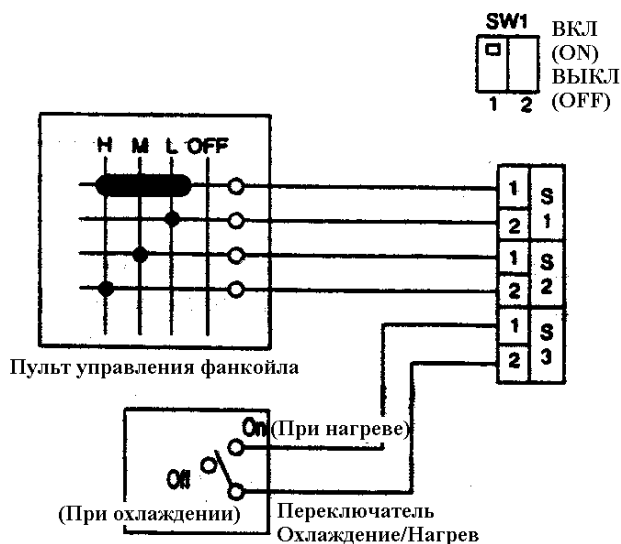 SW1
ВКЛ
(ON)
ВЫКЛ
(OFF)
1 2
H M L OFF
1
2
S
1
1
2
S
2
1
2
S
3
Пульт управления фанкойла
On (При нагреве)
Off
(При охлаждении)
Переключатель
Охлаждение/Нагрев